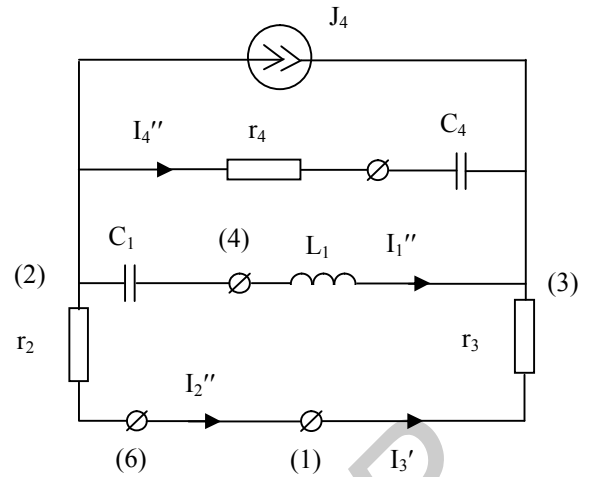 J₄
I₄′′
r₄
C₄
C₁
(4)
L₁
I₁′′
(2)
(3)
r₂
r₃
I₂′′
(6)
(1)
I₃′